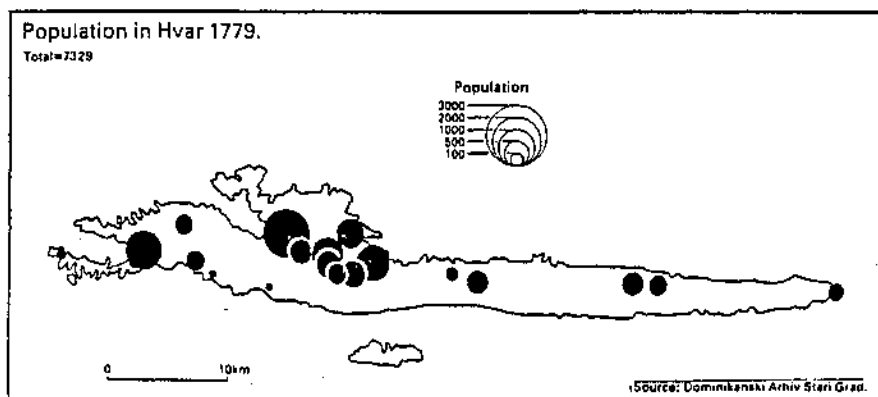 Population in Hvar 1779.
Total=7329
Population
3000
2000
1000
500
100
0 10km
Source: Dominikanski Arhiv Stari Grad.